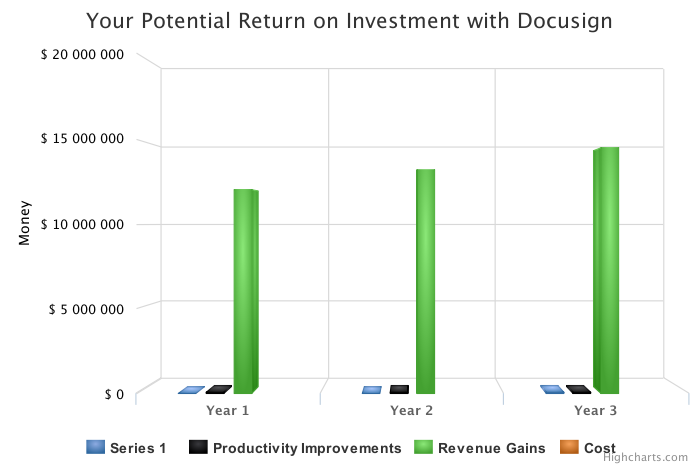 Your Potential Return on Investment with Docusign
Money
$ 20 000 000
$ 15 000 000
$ 10 000 000
$ 5 000 000
$ 0
Year 1
Year 2
Year 3
Series 1
Productivity Improvements
Revenue Gains
Cost
Highcharts.com